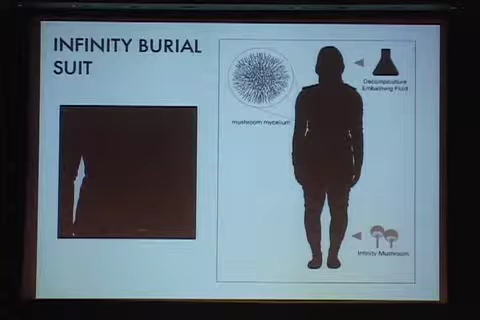 INFINITY BURIAL
SUIT
mushroom mycelium
Decompiculture
Embalming Fluid
Infinity Mushroom